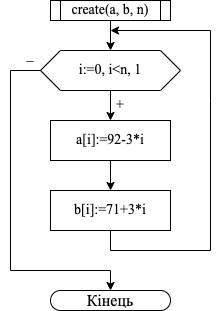 create(a, b, n)
i:=0, i<n, 1
–
+
a[i]:=92-3*i
b[i]:=71+3*i
Кінець